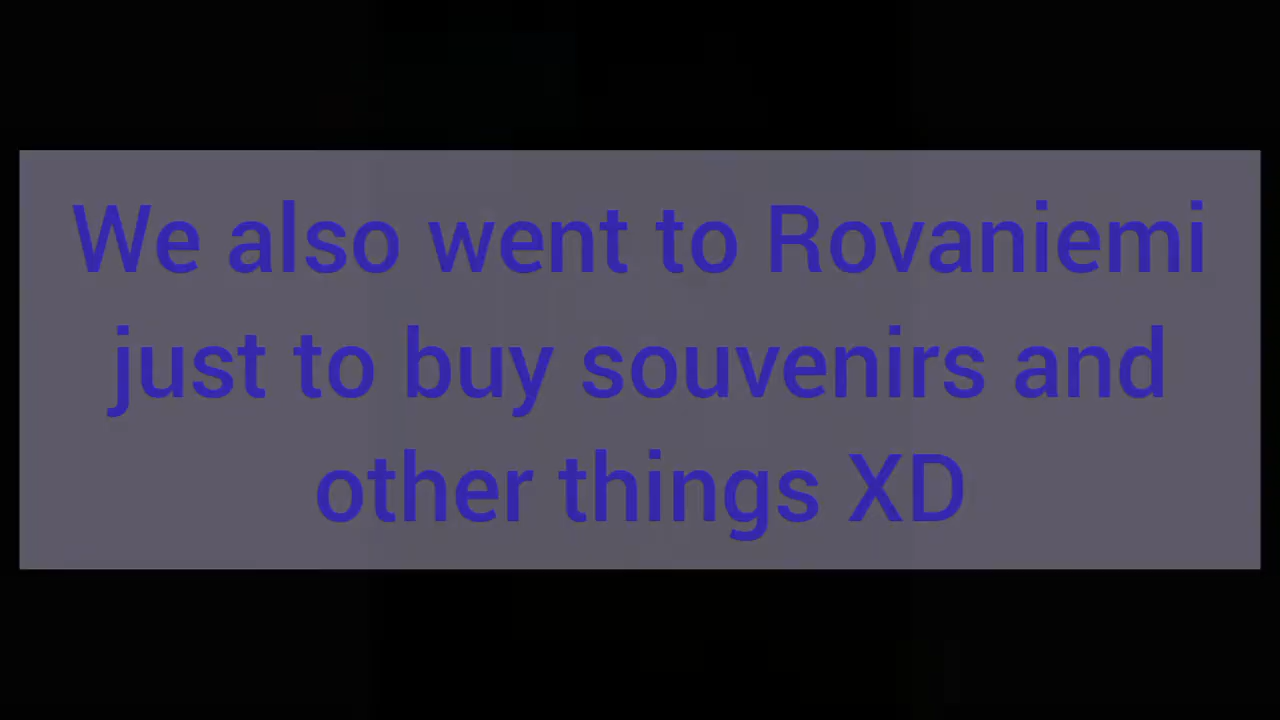 We also went to Rovaniemi
just to buy souvenirs and
other things XD